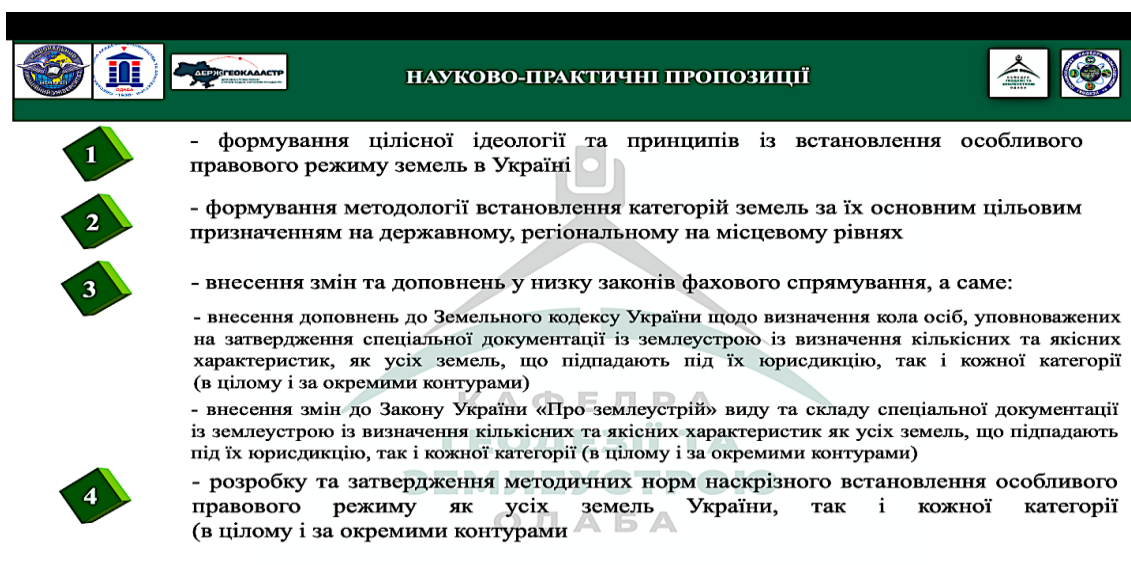 ДЕРЖГЕОКАДАСТР
НАУКОВО-ПРАКТИЧНІ ПРОПОЗИЦІЇ
1
- формування цілісної ідеології та принципів із встановлення особливого
правового режиму земель в Україні
2
- формування методології встановлення категорій земель за їх основним цільовим
призначенням на державному, регіональному на місцевому рівнях
3
- внесення змін та доповнень у низку законів фахового спрямування, а саме:
- внесення доповнень до Земельного кодексу України щодо визначення кола осіб, уповноважених
на затвердження спеціальної документації із землеустрою із визначення кількісних та якісних
характеристик, як усіх земель, що підпадають під їх юрисдикцію, так і кожної категорії
(в цілому і за окремими контурами)
- внесення змін до Закону України «Про землеустрій» виду та складу спеціальної документації
із землеустрою із визначення кількісних та якісних характеристик як усіх земель, що підпадають
під їх юрисдикцію, так і кожної категорії (в цілому і за окремими контурами)
4
- розробку та затвердження методичних норм наскрізного встановлення особливого
правового режиму як усіх земель України, так і кожної категорії
(в цілому і за окремими контурами
КАФЕДРА
ГЕОДЕЗІЇ ТА
ЗЕМЛЕУСТРОЮ
ОДАБА